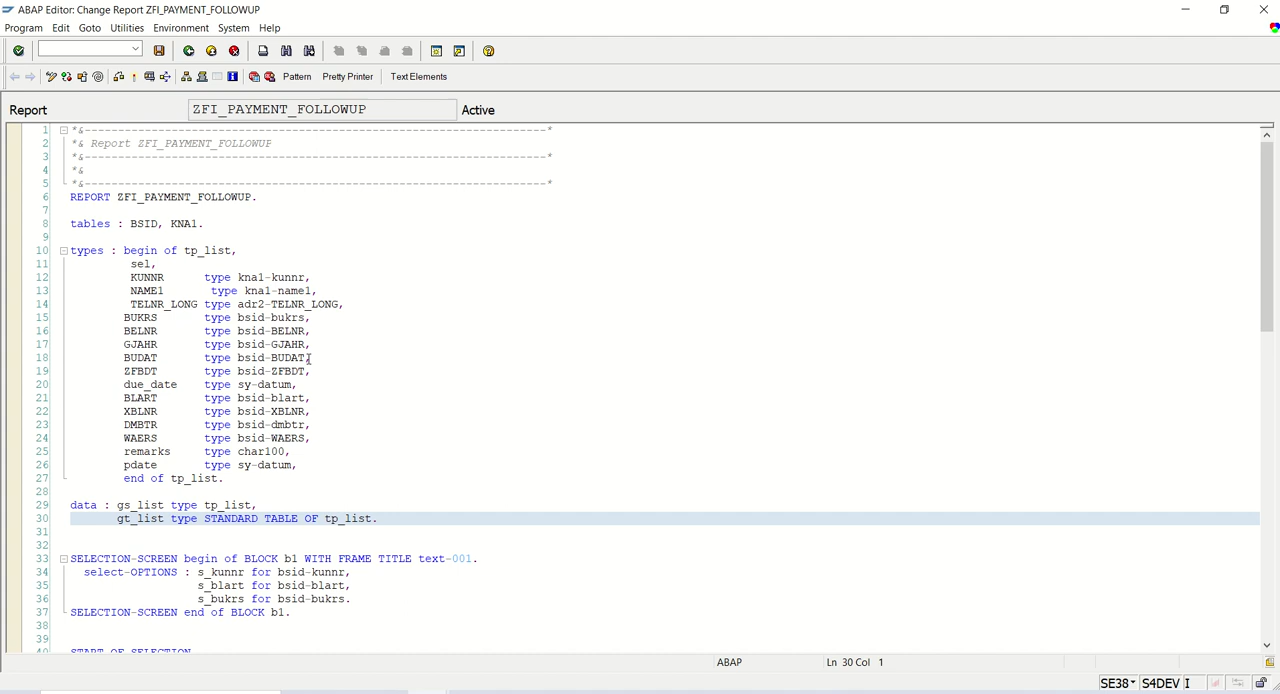 ABAP Editor: Change Report ZFI_PAYMENT_FOLLOWUP
Program Edit Goto Utilities Environment System Help
Pattern Pretty Printer Text Elements
Report ZFI_PAYMENT_FOLLOWUP Active
1 *&---------------------------------------------------------------------*
2 *& Report ZFI_PAYMENT_FOLLOWUP
3 *&---------------------------------------------------------------------*
4 *&
5 *&---------------------------------------------------------------------*
6 REPORT ZFI_PAYMENT_FOLLOWUP.
7
8 tables : BSID, KNA1.
9
10 types : begin of tp_list,
11 sel,
12 KUNNR type kna1-kunnr,
13 NAME1 type kna1-name1,
14 TELNR_LONG type adr2-TELNR_LONG,
15 BUKRS type bsid-bukrs,
16 BELNR type bsid-BELNR,
17 GJAHR type bsid-GJAHR,
18 BUDAT type bsid-BUDAT,
19 ZFBDT type bsid-ZFBDT,
20 due_date type sy-datum,
21 BLART type bsid-blart,
22 XBLNR type bsid-XBLNR,
23 DMBTR type bsid-dmbtr,
24 WAERS type bsid-WAERS,
25 remarks type char100,
26 pdate type sy-datum,
27 end of tp_list.
28
29 data : gs_list type tp_list,
30 gt_list type STANDARD TABLE OF tp_list.
31
32
33 SELECTION-SCREEN begin of BLOCK b1 WITH FRAME TITLE text-001.
34 select-OPTIONS : s_kunnr for bsid-kunnr,
35 s_blart for bsid-blart,
36 s_bukrs for bsid-bukrs.
37 SELECTION-SCREEN end of BLOCK b1.
38
39
40 START-OF-SELECTION.
ABAP Ln 30 Col 1
SE38 S4DEV I